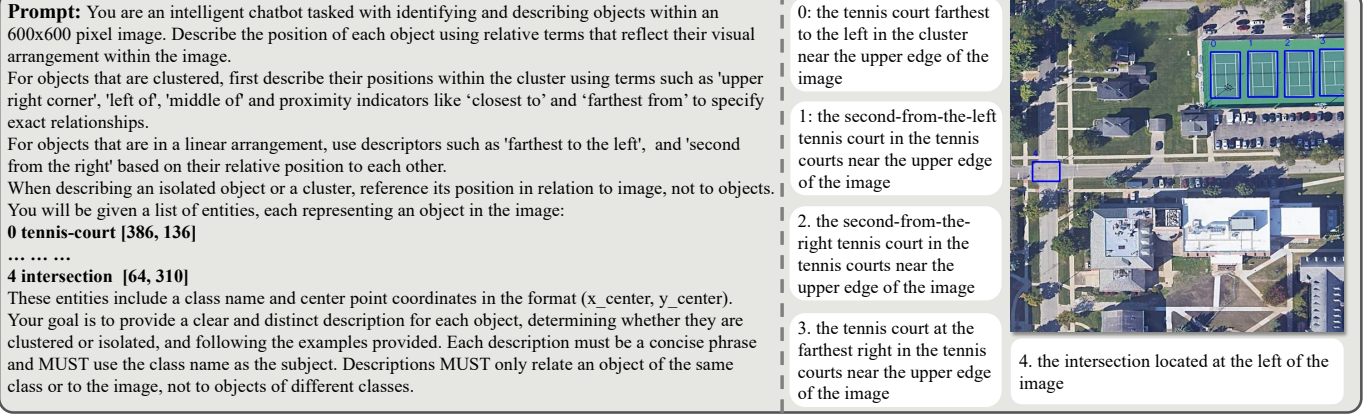 Prompt: You are an intelligent chatbot tasked with identifying and describing objects within an
600x600 pixel image. Describe the position of each object using relative terms that reflect their visual
arrangement within the image.
For objects that are clustered, first describe their positions within the cluster using terms such as 'upper
right corner', 'left of', 'middle of' and proximity indicators like ‘closest to’ and ‘farthest from’ to specify
exact relationships.
For objects that are in a linear arrangement, use descriptors such as 'farthest to the left',  and 'second
from the right' based on their relative position to each other.
When describing an isolated object or a cluster, reference its position in relation to image, not to objects.
You will be given a list of entities, each representing an object in the image:
0 tennis-court [386, 136]
... ... ...
4 intersection  [64, 310]
These entities include a class name and center point coordinates in the format (x_center, y_center).
Your goal is to provide a clear and distinct description for each object, determining whether they are
clustered or isolated, and following the examples provided. Each description must be a concise phrase
and MUST use the class name as the subject. Descriptions MUST only relate an object of the same
class or to the image, not to objects of different classes.
0: the tennis court farthest
to the left in the cluster
near the upper edge of the
image
1: the second-from-the-left
tennis court in the tennis
courts near the upper edge
of the image
2. the second-from-the-
right tennis court in the
tennis courts near the
upper edge of the image
3. the tennis court at the
farthest right in the tennis
courts near the upper edge
of the image
0 1 2 3
4. the intersection located at the left of the
image